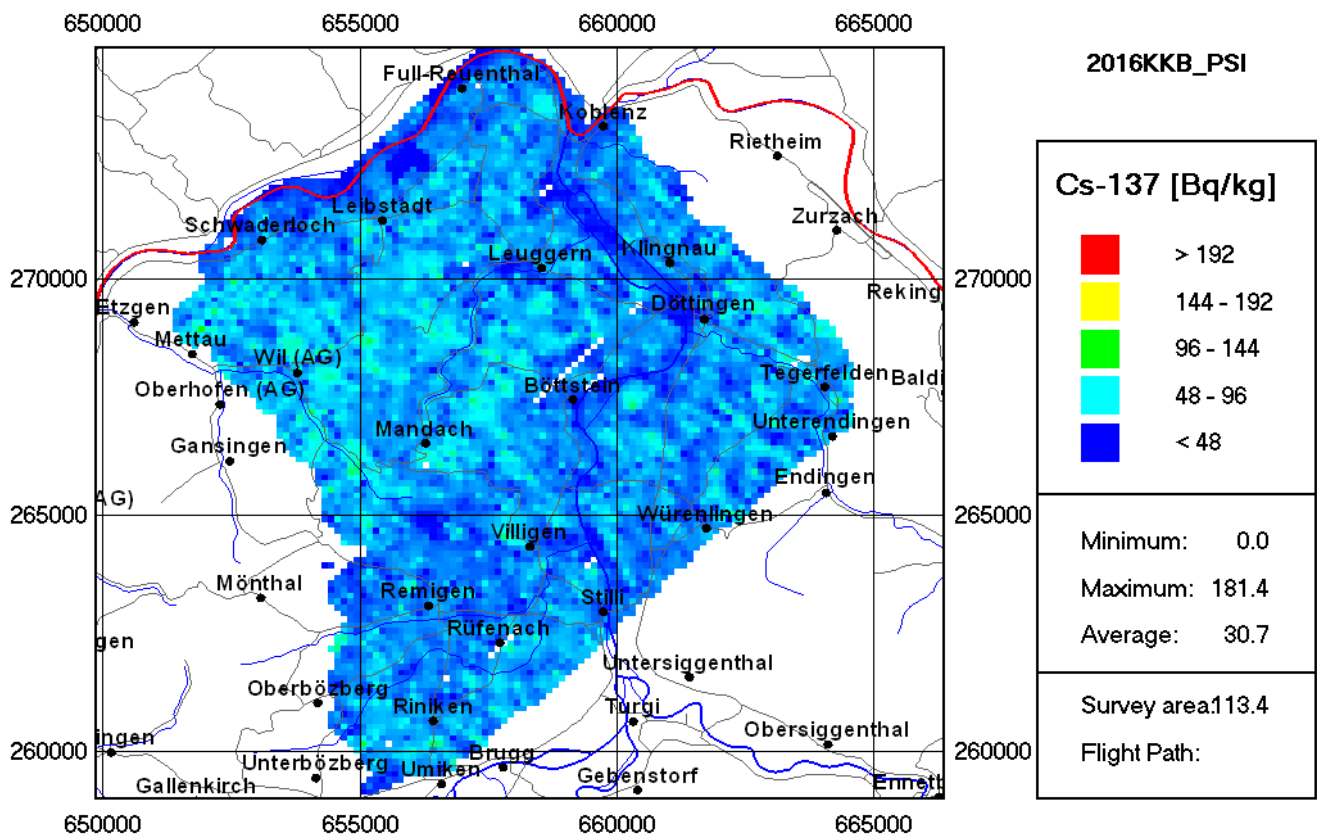 650000 655000 660000 665000
2016KKB_PSI
Full-Reuenthal
Koblenz
Rietheim
Cs-137 [Bq/kg]
Leibstadt
Zurzach
Schwaderloch
Klingnau
Leuggern
> 192
270000 270000
Reking
Etzgen
Döttingen
144 - 192
Mettau
Wil (AG)
96 - 144
Oberhofen (AG)
Böttstein
Tegerfelden
Baldi
48 - 96
Mandach
Unterendingen
Gansingen
< 48
Endingen
AG)
265000 265000
Würenlingen
Villigen
Minimum: 0.0
Mönthal
Remigen
Stilli
Maximum: 181.4
Rüfenach
gen
Average: 30.7
Untersiggenthal
Oberbözberg
Riniken
Turgi
Survey area:113.4
Obersiggenthal
ingen
260000 260000
Brugg
Flight Path:
Unterbözberg
Umiken
Gebenstorf
Gallenkirch
Ennetb
650000 655000 660000 665000